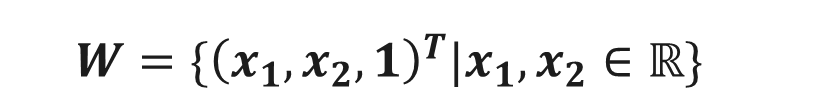 W = {(x₁, x₂, 1)ᵀ|x₁, x₂ ∈ ℝ}